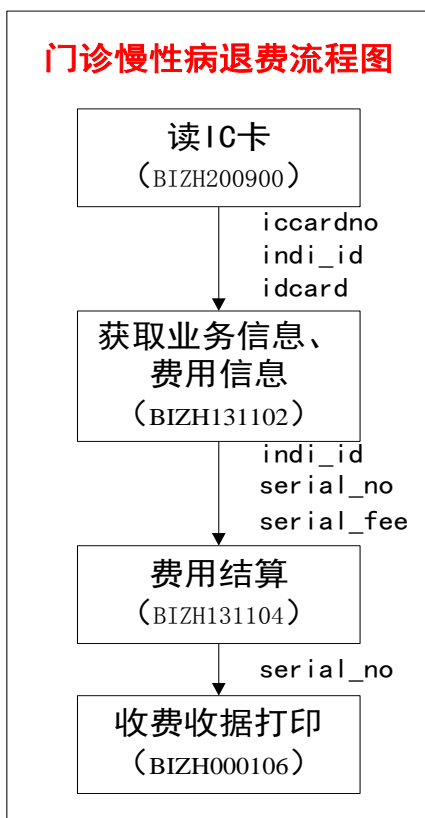 门诊慢性病退费流程图
读IC卡
（BIZH200900）
iccardno
indi_id
idcard
获取业务信息、
费用信息
（BIZH131102）
indi_id
serial_no
serial_fee
费用结算
（BIZH131104）
serial_no
收费收据打印
（BIZH000106）